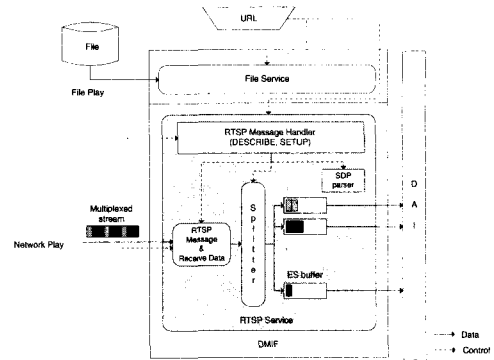 URL
File
File Service
File Play
RTSP Message Handler
(DESCRIBE, SETUP)
SDP
parser
D
A
I
Multiplexed
stream
S
p
l
i
t
t
e
r
RTSP
Message
&
Receive Data
Network Play
ES buffer
RTSP Service
DMIF
Data
Control